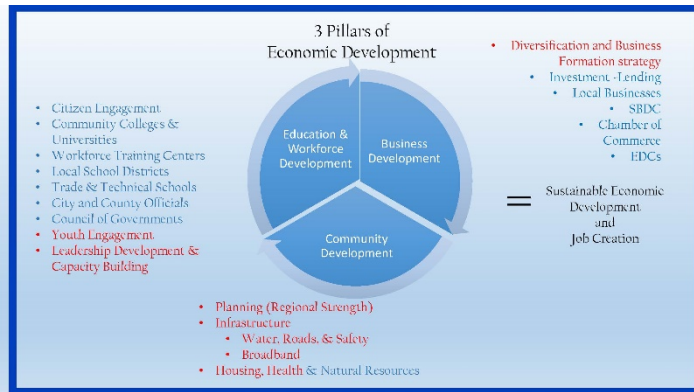 3 Pillars of
Economic Development
• Citizen Engagement
• Community Colleges &
Universities
• Workforce Training Centers
• Local School Districts
• Trade & Technical Schools
• City and County Officials
• Council of Governments
• Youth Engagement
• Leadership Development &
Capacity Building
Education &
Workforce
Development
Business
Development
Community
Development
• Diversification and Business
Formation strategy
• Investment -Lending
• Local Businesses
• SBDC
• Chamber of
Commerce
• EDCs
=
Sustainable Economic
Development
and
Job Creation
• Planning (Regional Strength)
• Infrastructure
• Water, Roads, & Safety
• Broadband
• Housing, Health & Natural Resources